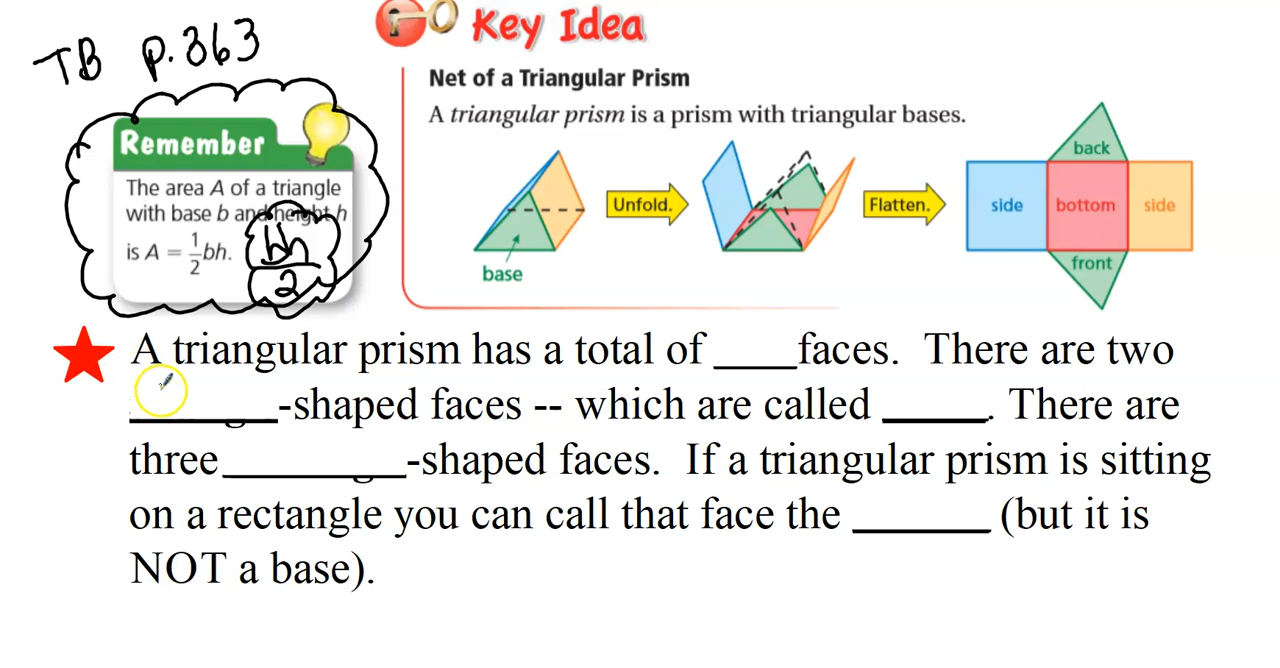 TB p.363
Key Idea
Net of a Triangular Prism
A triangular prism is a prism with triangular bases.
Remember
The area A of a triangle
with base b and height h
is A = 1/2 bh.
bh/2
base
Unfold.
Flatten.
back
side bottom side
front
A triangular prism has a total of ____faces. There are two
_______-shaped faces -- which are called _____. There are
three_________-shaped faces. If a triangular prism is sitting
on a rectangle you can call that face the _______ (but it is
NOT a base).